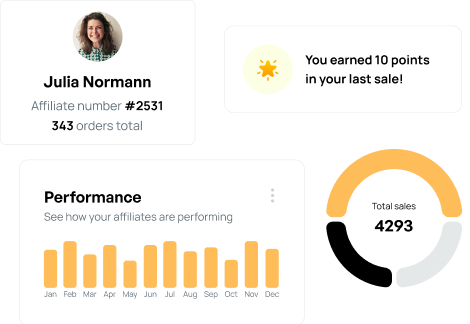 Julia Normann
Affiliate number #2531
343 orders total
You earned 10 points
in your last sale!
Performance
See how your affiliates are performing
Jan Feb Mar Apr May Jun Jul Aug Sep Oct Nov Dec
Total sales
4293